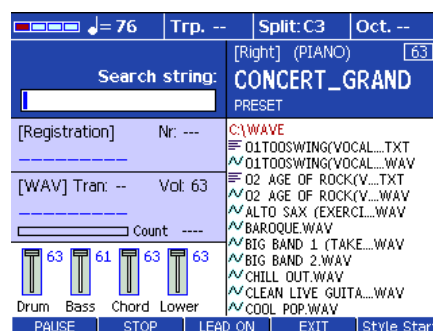 ♩= 76 Trp. -- Split: C3 Oct. --
Search string:
[Right] (PIANO) 63
CONCERT_GRAND
PRESET
[Registration] Nr: ---
---------
[WAV] Tran: -- Vol: 63
---------
Count ----
63 61 63 63
Drum Bass Chord Lower
C:\WAVE
01TOOSWING(VOCAL...TXT
01TOOSWING(VOCAL...WAV
02 AGE OF ROCK(V...TXT
02 AGE OF ROCK(V...WAV
ALTO SAX (EXERCI...WAV
BAROQUE.WAV
BIG BAND 1 (TAKE...WAV
BIG BAND 2.WAV
CHILL OUT.WAV
CLEAN LIVE GUITA...WAV
COOL POP.WAV
PAUSE STOP LEAD ON EXIT Style Star